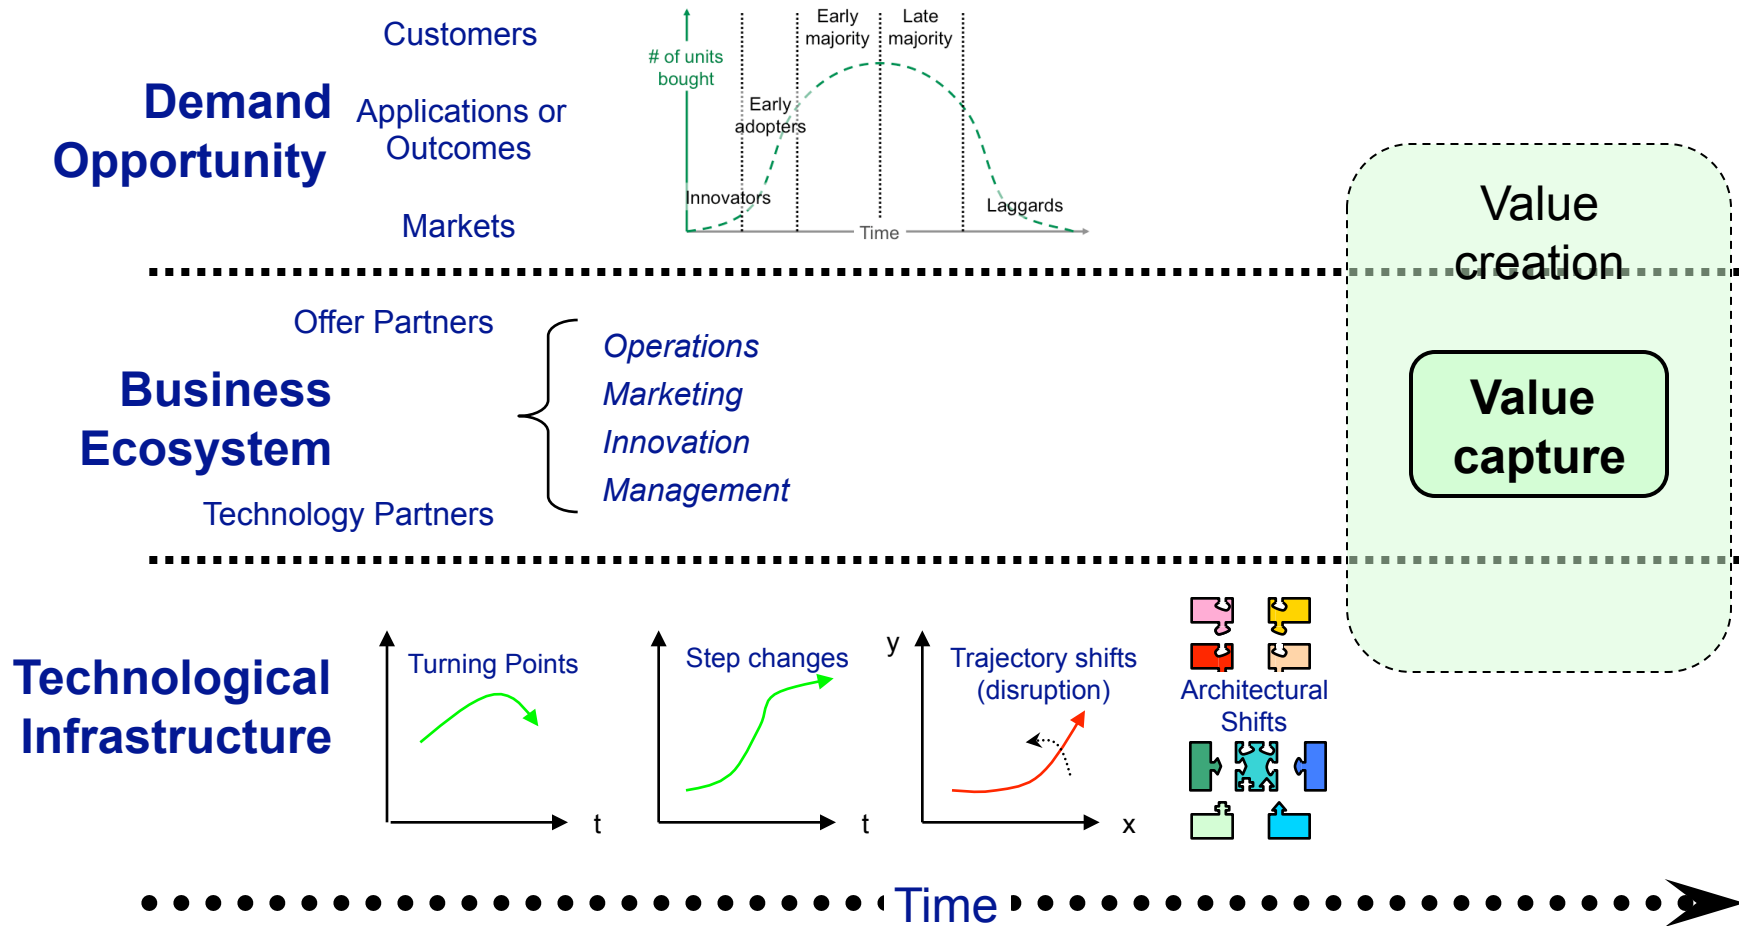 Demand
Opportunity
Customers
Applications or
Outcomes
Markets
# of units
bought
Innovators
Early
adopters
Early
majority
Late
majority
Laggards
Time
Value
creation
Business
Ecosystem
Offer Partners
Technology Partners
Operations
Marketing
Innovation
Management
Value
capture
Technological
Infrastructure
Turning Points
t
Step changes
t
y
Trajectory shifts
(disruption)
x
Architectural
Shifts
Time